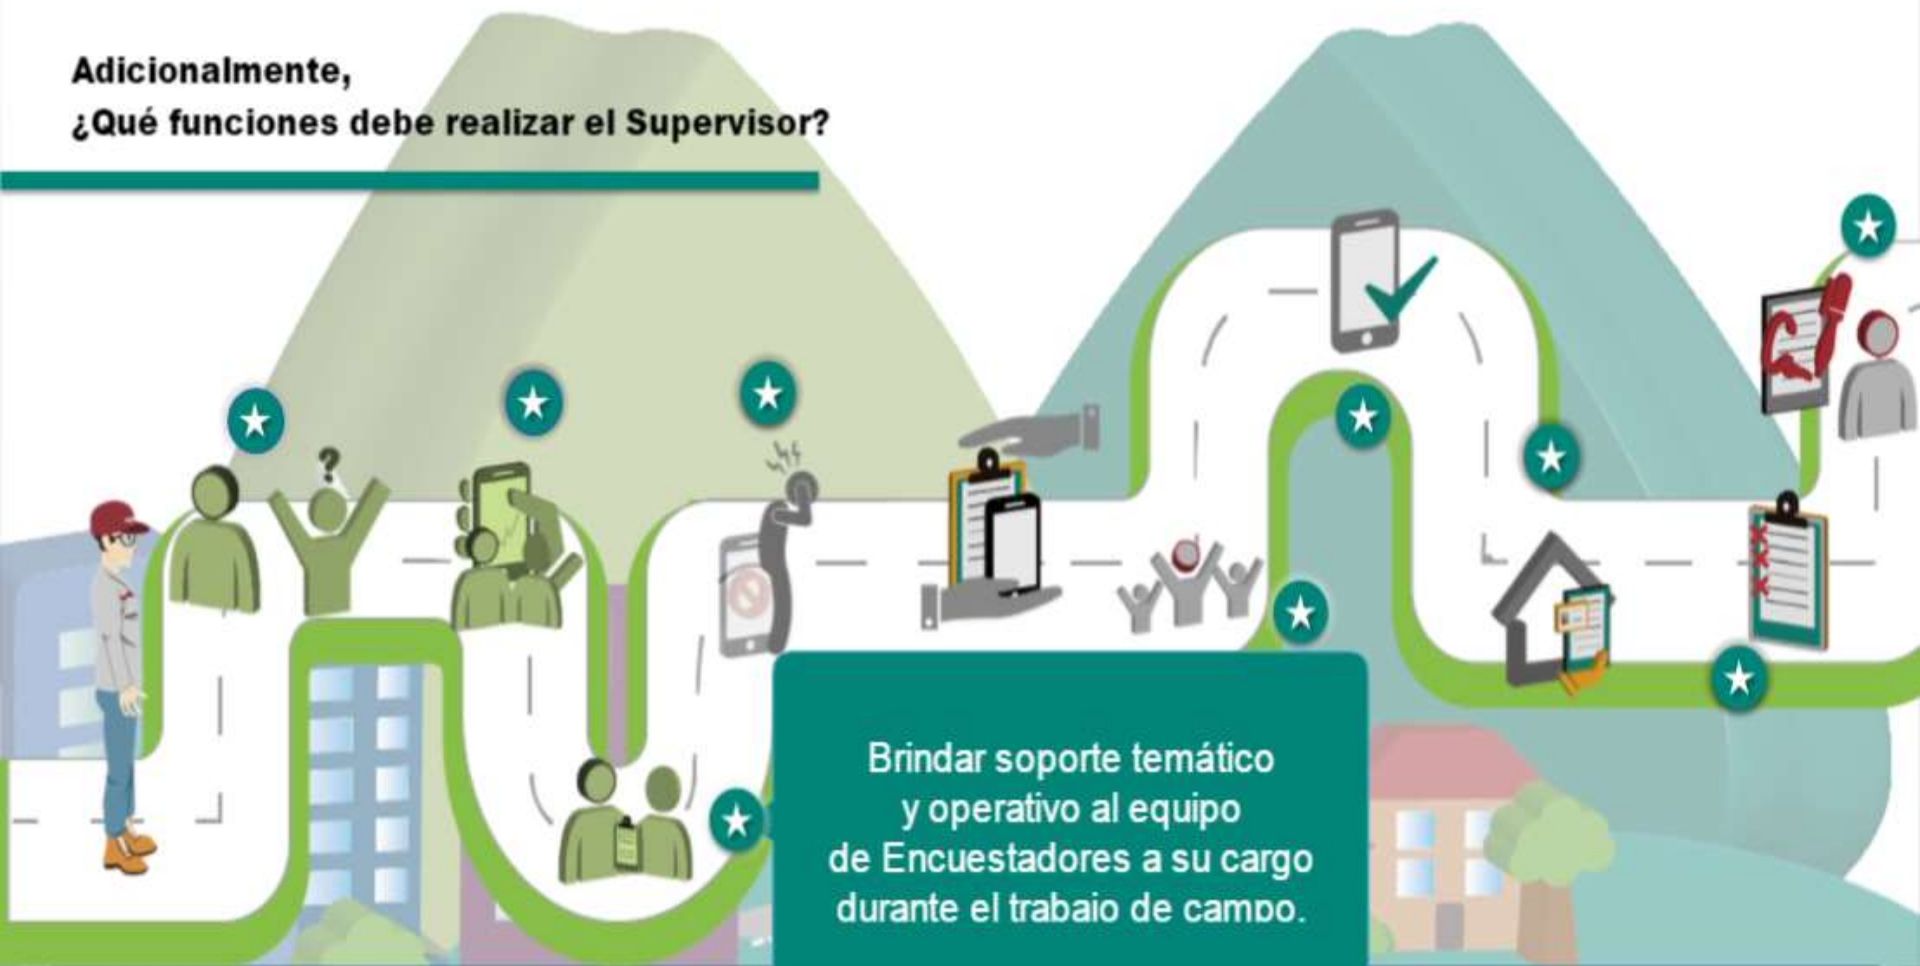 Adicionalmente,
¿Qué funciones debe realizar el Supervisor?
Brindar soporte temático
y operativo al equipo
de Encuestadores a su cargo
durante el trabajo de campo.